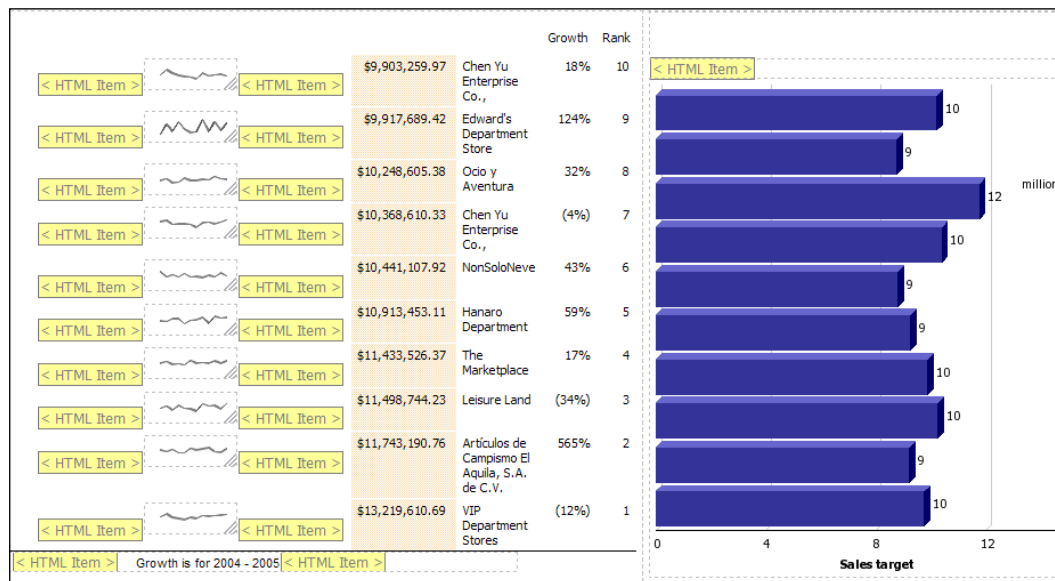 Growth Rank
$9,903,259.97 Chen Yu 18% 10
< HTML Item > < HTML Item > Enterprise
Co.,
$9,917,689.42 Edward's 124% 9
< HTML Item > < HTML Item > Department
Store
$10,248,605.38 Ocio y 32% 8
< HTML Item > < HTML Item > Aventura
$10,368,610.33 Chen Yu (4%) 7
< HTML Item > < HTML Item > Enterprise
Co.,
$10,441,107.92 NonSoloNeve 43% 6
< HTML Item > < HTML Item >
$10,913,453.11 Hanaro 59% 5
< HTML Item > < HTML Item > Department
$11,433,526.37 The 17% 4
< HTML Item > < HTML Item > Marketplace
$11,498,744.23 Leisure Land (34%) 3
< HTML Item > < HTML Item >
$11,743,190.76 Artículos de 565% 2
< HTML Item > < HTML Item > Campismo El
Aquila, S.A.
de C.V.
$13,219,610.69 VIP (12%) 1
< HTML Item > < HTML Item > Department
Stores
< HTML Item > Growth is for 2004 - 2005 < HTML Item >
< HTML Item >
10
9
12
million
10
9
9
10
10
9
10
0 4 8 12
Sales target